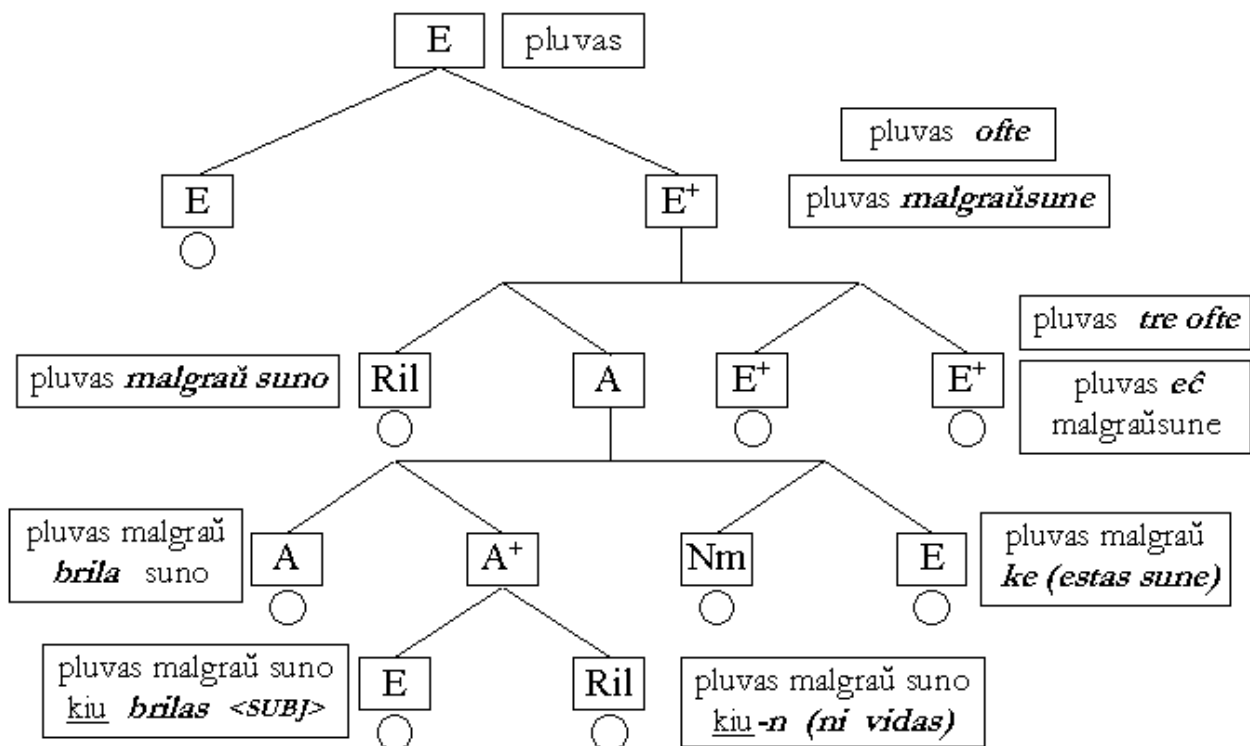 E
pluvas
pluvas ofte
E
E+
pluvas malgraŭsune
pluvas tre ofte
pluvas malgraŭ suno
Ril
A
E+
E+
pluvas eĉ
malgraŭsune
pluvas malgraŭ
brila suno
A
A+
Nm
E
pluvas malgraŭ
ke (estas sune)
pluvas malgraŭ suno
kiu brilas <SUBJ>
E
Ril
pluvas malgraŭ suno
kiu -n (ni vidas)